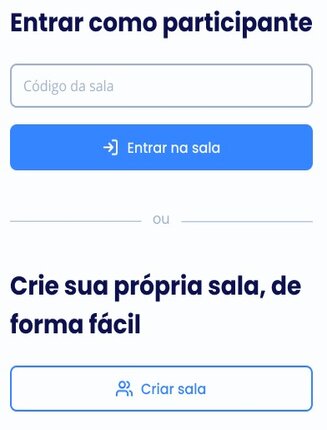 Entrar como participante
Código da sala
Entrar na sala
ou
Crie sua própria sala, de
forma fácil
Criar sala